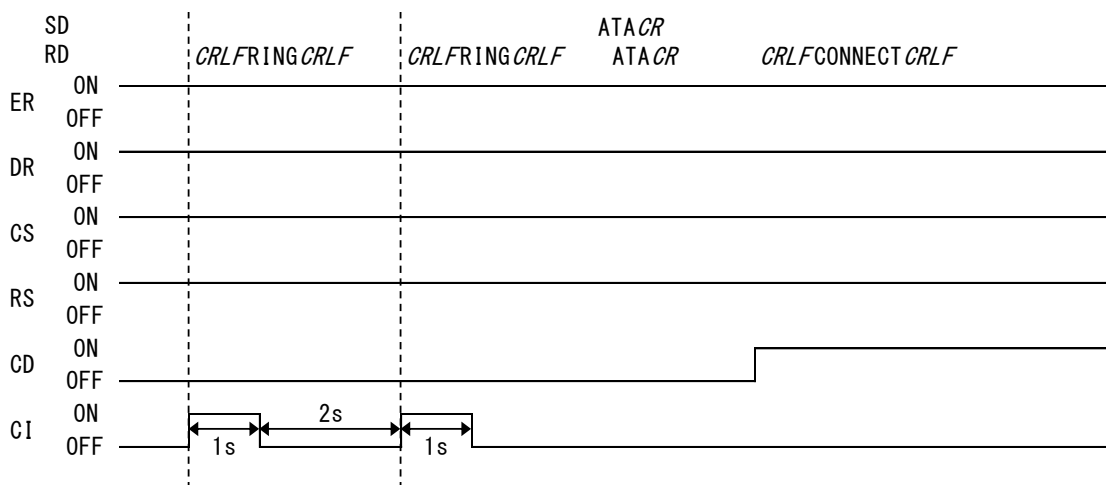 SD ATACR
RD CRLFRINGCRLF CRLFRINGCRLF ATACR CRLFCONNECTCRLF
ER ON
OFF
DR ON
OFF
CS ON
OFF
RS ON
OFF
CD ON
OFF
CI ON 2s
OFF 1s 1s